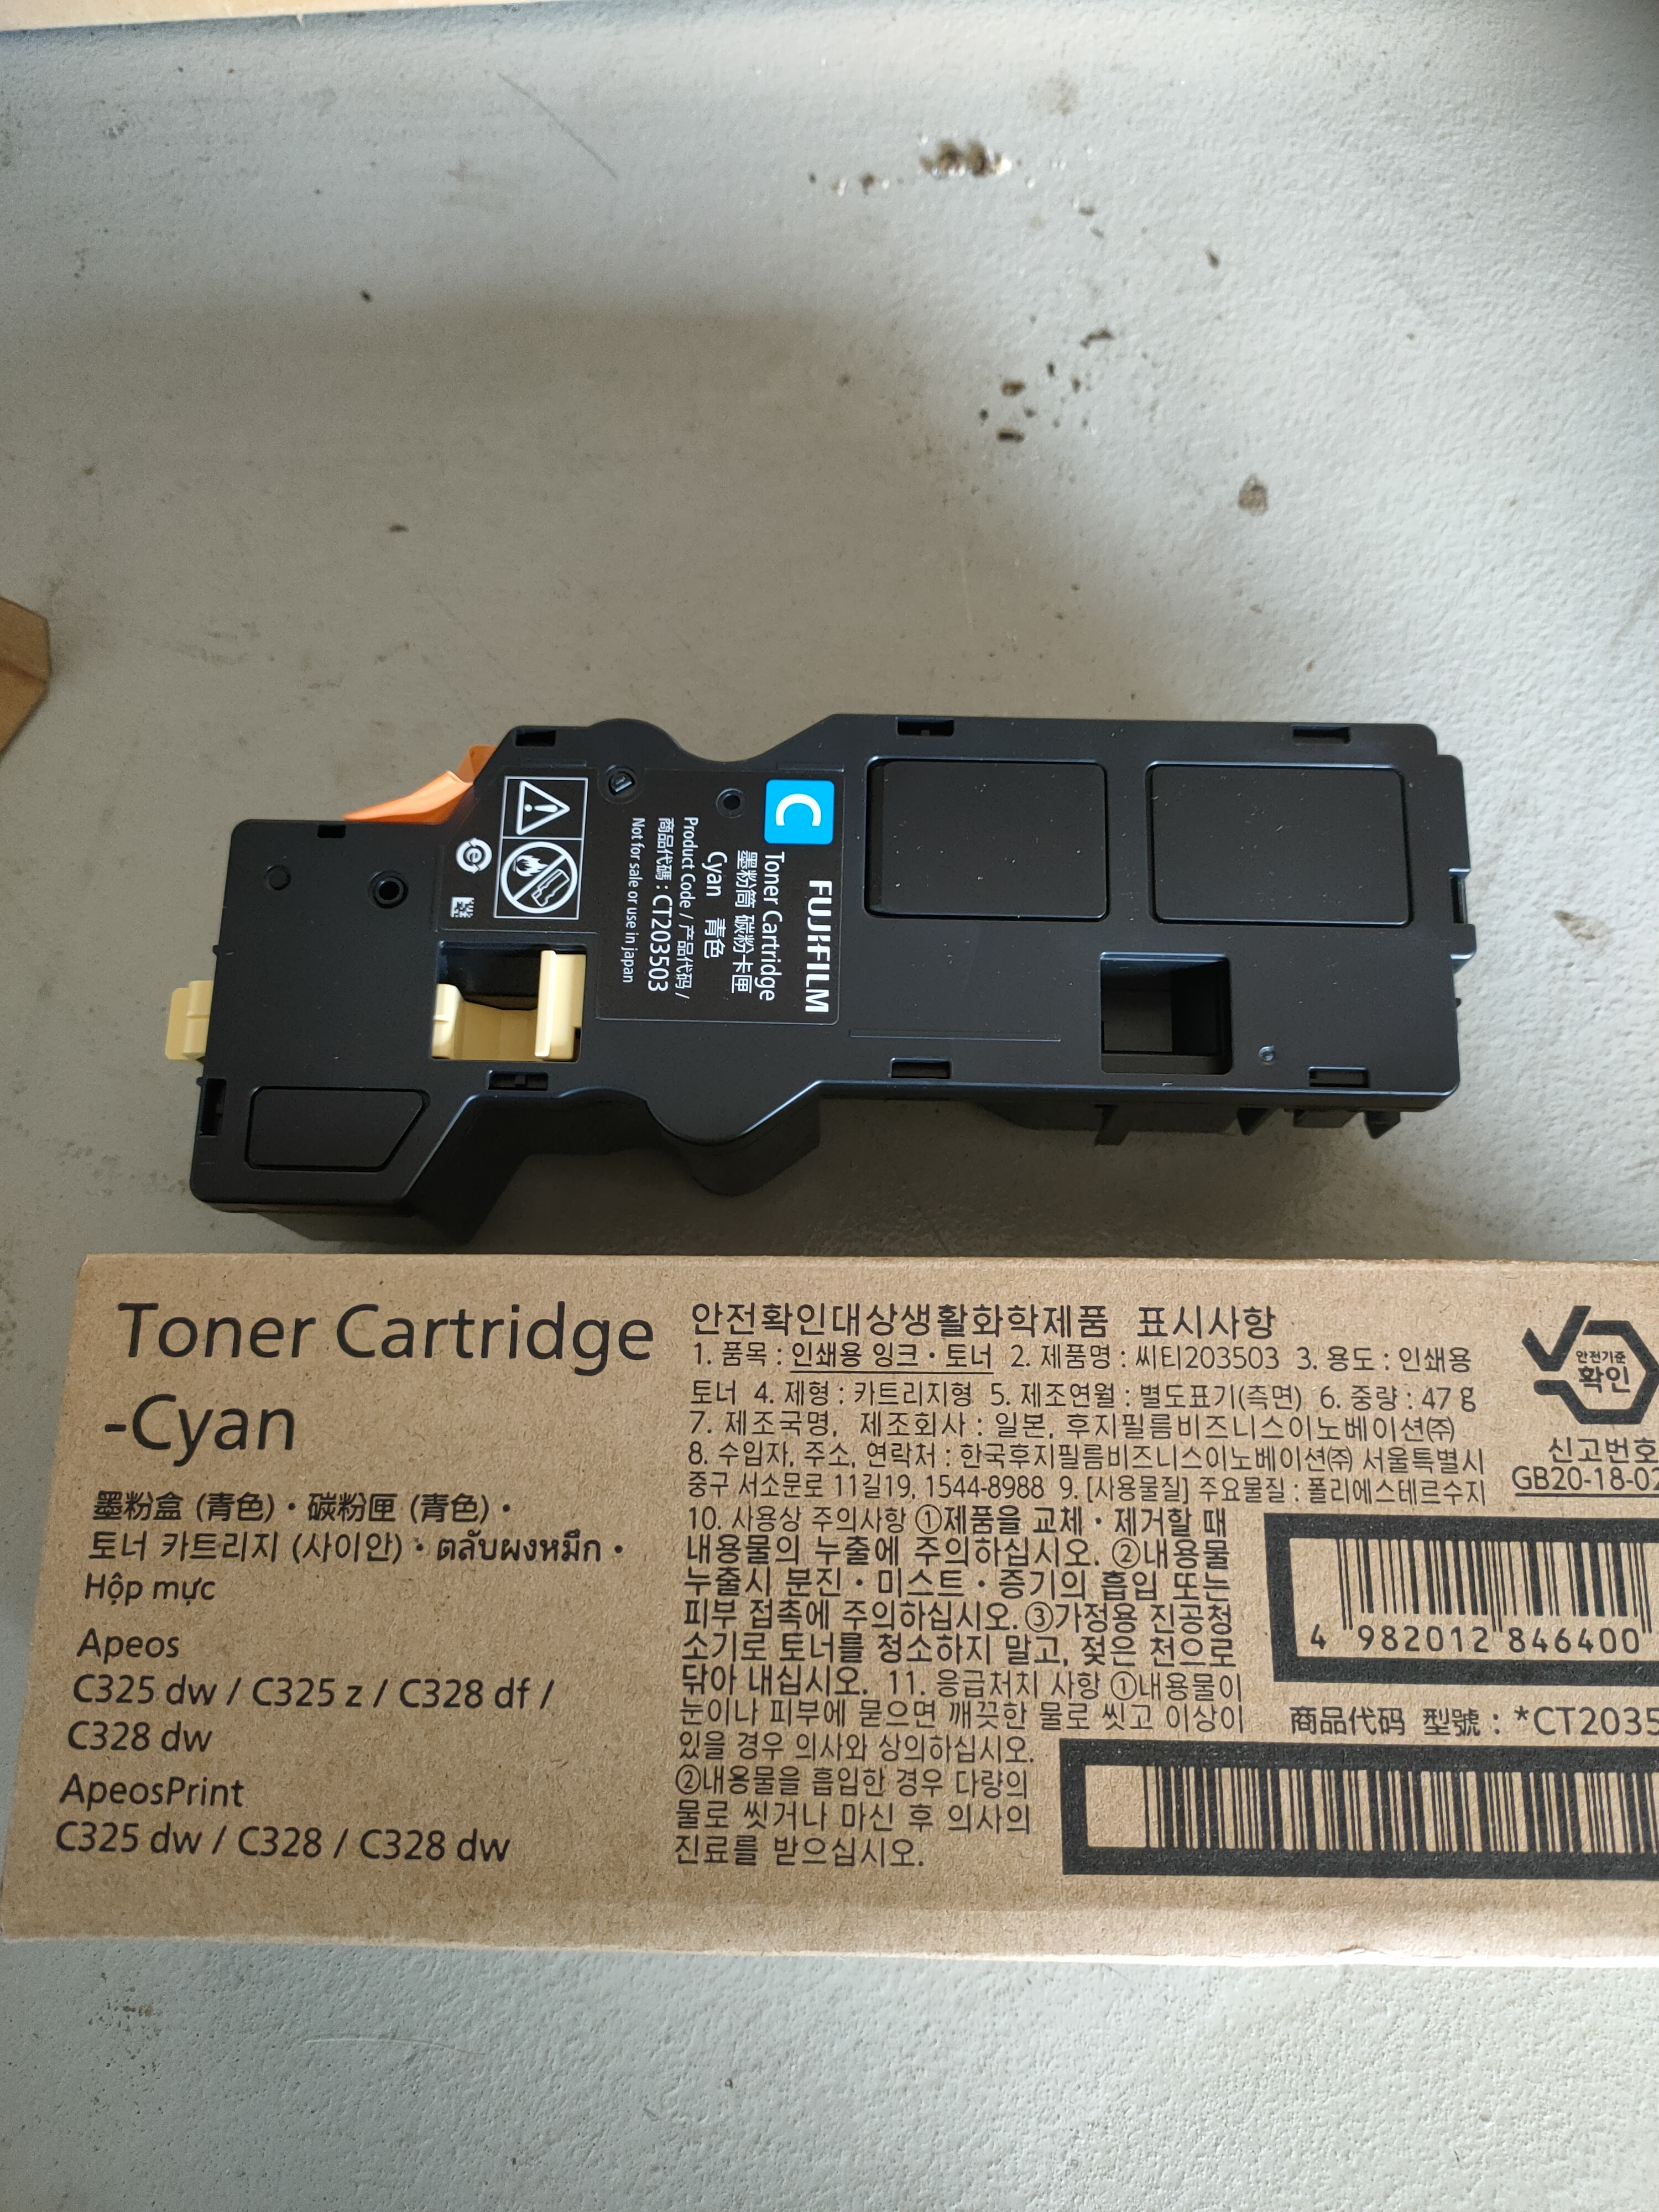 FUJIFILM
C
Toner Cartridge
墨粉筒 碳粉卡匣
Cyan 青色
Product Code / 产品代码 /
商品代碼 : CT203503
Not for sale or use in japan
Toner Cartridge
-Cyan
墨粉盒 (青色)・碳粉匣 (青色)・
토너 카트리지 (사이안)・ตลับผงหมึก・
Hộp mực
Apeos
C325 dw / C325 z / C328 df /
C328 dw
ApeosPrint
C325 dw / C328 / C328 dw
안전확인대상생활화학제품 표시사항
1. 품목 : 인쇄용 잉크・토너 2. 제품명 : 씨티203503 3. 용도 : 인쇄용
토너 4. 제형 : 카트리지형 5. 제조연월 : 별도표기(측면) 6. 중량 : 47 g
7. 제조국명, 제조회사 : 일본, 후지필름비즈니스이노베이션㈜
8. 수입자, 주소, 연락처 : 한국후지필름비즈니스이노베이션㈜ 서울특별시
중구 서소문로 11길19, 1544-8988 9. [사용물질] 주요물질 : 폴리에스테르수지
10. 사용상 주의사항 ①제품을 교체・제거할 때
내용물의 누출에 주의하십시오. ②내용물
누출시 분진・미스트・증기의 흡입 또는
피부 접촉에 주의하십시오. ③가정용 진공청
소기로 토너를 청소하지 말고, 젖은 천으로
닦아 내십시오. 11. 응급처치 사항 ①내용물이
눈이나 피부에 묻으면 깨끗한 물로 씻고 이상이
있을 경우 의사와 상의하십시오.
②내용물을 흡입한 경우 다량의
물로 씻거나 마신 후 의사의
진료를 받으십시오.
안전기준
확인
신고번호
GB20-18-02
4 982012 846400
商品代码 型號 : *CT2035